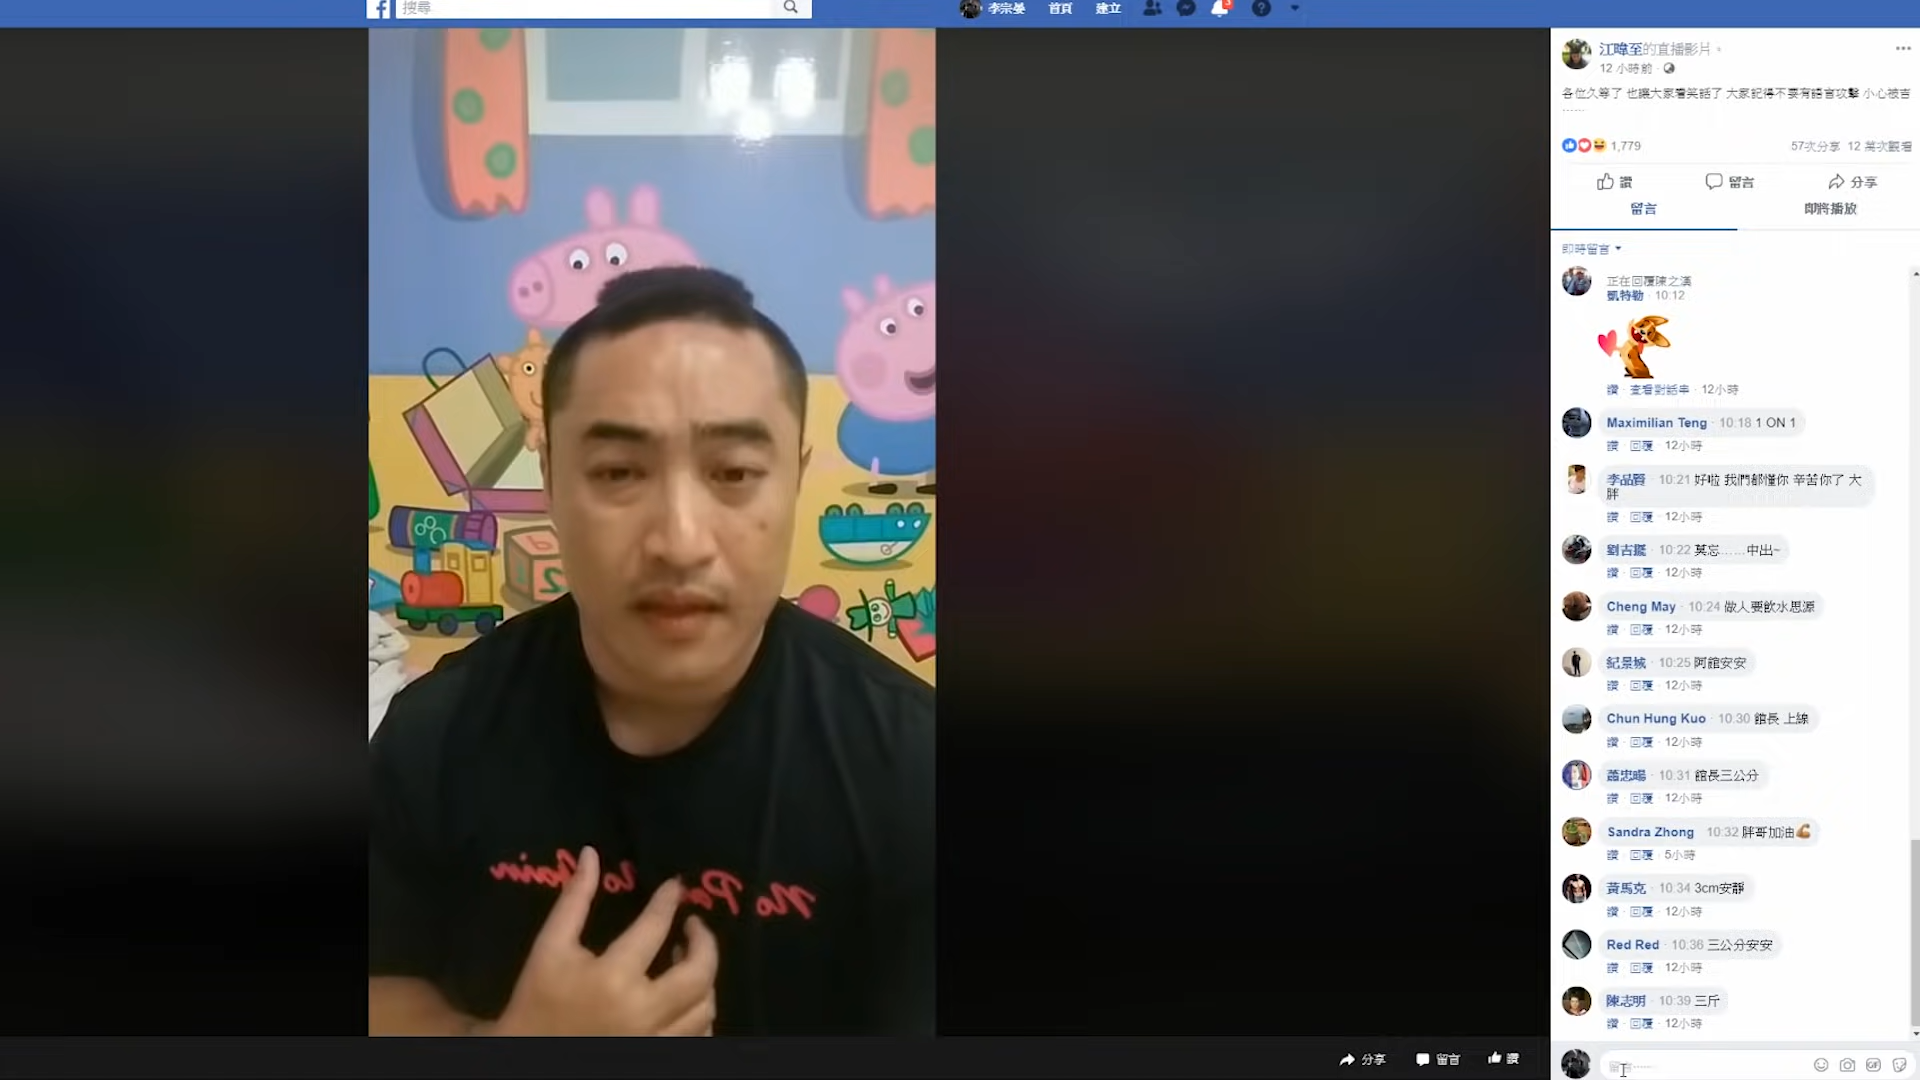 搜尋
李宗晏 首頁 建立
3
江暐至的直播影片。
12 小時前
各位久等了 也讓大家看笑話了 大家記得不要有語言攻擊 小心被吉
......
1,779
57次分享 12 萬次觀看
讚 留言 分享
留言 即將播放
即時留言
正在回覆陳之漢
凱特勒 · 10:12
讚 · 查看對話串 · 12小時
Maximilian Teng · 10:18 1 ON 1
讚 · 回覆 · 12小時
李品賢 · 10:21 好啦 我們都懂你 辛苦你了 大
胖
讚 · 回覆 · 12小時
劉古㨪 · 10:22 莫忘……中出~
讚 · 回覆 · 12小時
Cheng May · 10:24 做人要飲水思源
讚 · 回覆 · 12小時
紀景城 · 10:25 阿館安安
讚 · 回覆 · 12小時
Chun Hung Kuo · 10:30 館長 上線
讚 · 回覆 · 12小時
蕭忠暘 · 10:31 館長三公分
讚 · 回覆 · 12小時
Sandra Zhong · 10:32 胖哥加油💪
讚 · 回覆 · 5小時
黃馬克 · 10:34 3cm安靜
讚 · 回覆 · 12小時
Red Red · 10:36 三公分安安
讚 · 回覆 · 12小時
陳志明 · 10:39 三斤
讚 · 回覆 · 12小時
No Pa
分享 留言 讚
GIF